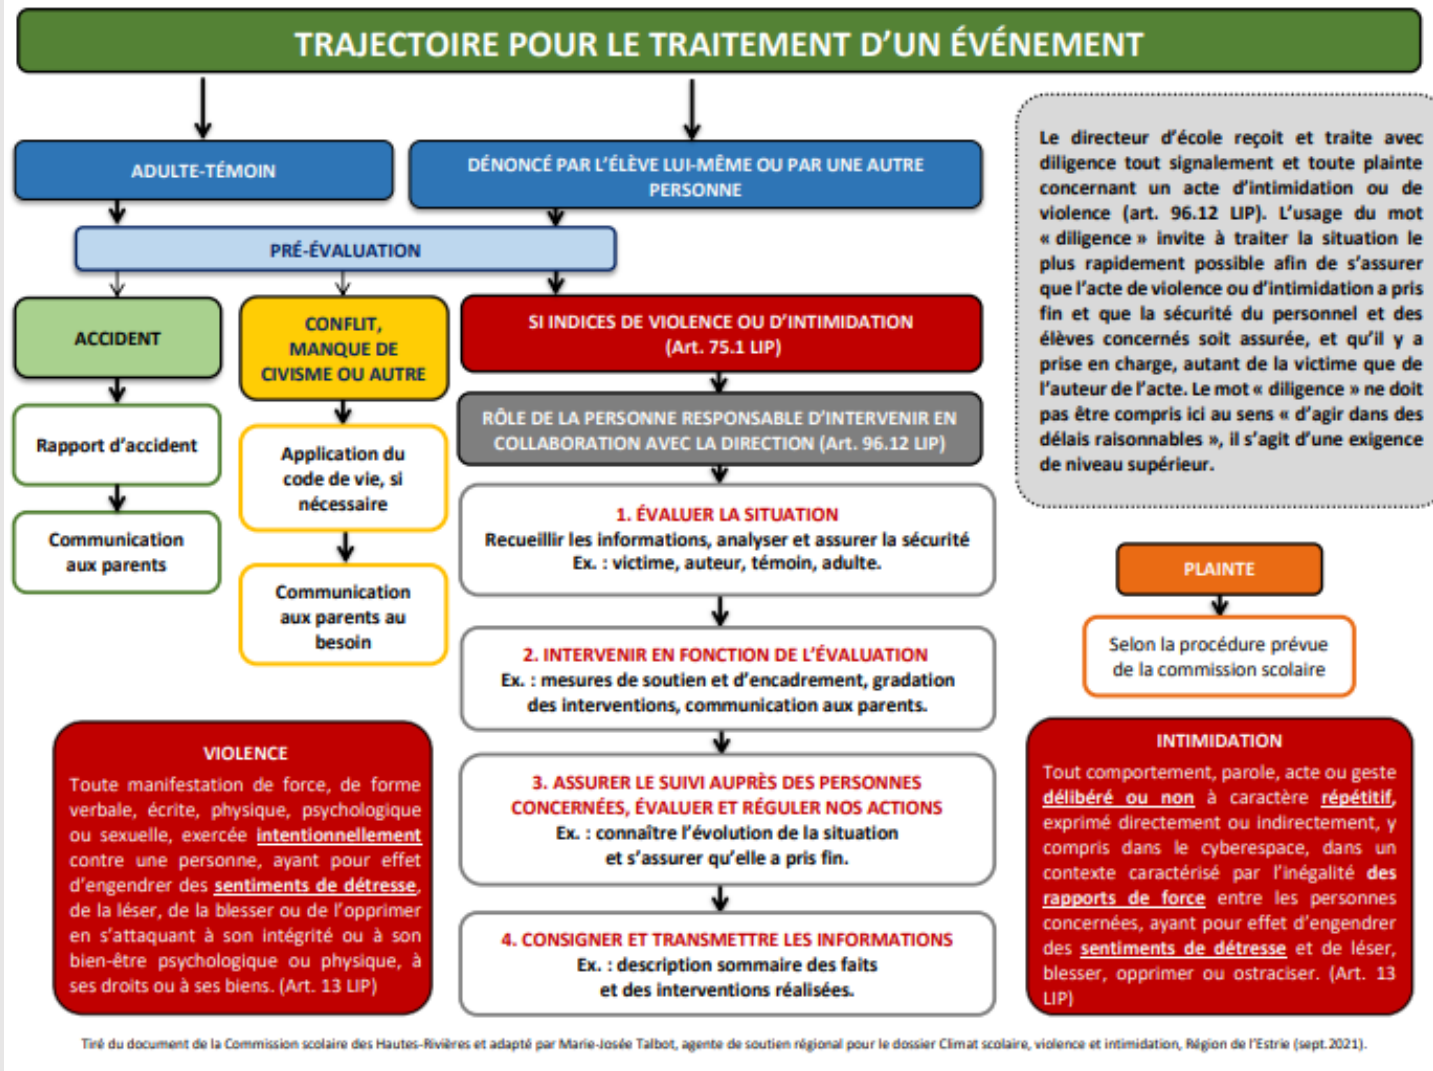 TRAJECTOIRE POUR LE TRAITEMENT D'UN ÉVÉNEMENT
ADULTE-TÉMOIN
DÉNONCÉ PAR L'ÉLÈVE LUI-MÊME OU PAR UNE AUTRE
PERSONNE
PRÉ-ÉVALUATION
ACCIDENT
Rapport d'accident
Communication
aux parents
CONFLIT,
MANQUE DE
CIVISME OU AUTRE
Application du
code de vie, si
nécessaire
Communication
aux parents au
besoin
SI INDICES DE VIOLENCE OU D'INTIMIDATION
(Art. 75.1 LIP)
RÔLE DE LA PERSONNE RESPONSABLE D'INTERVENIR EN
COLLABORATION AVEC LA DIRECTION (Art. 96.12 LIP)
1. ÉVALUER LA SITUATION
Recueillir les informations, analyser et assurer la sécurité
Ex. : victime, auteur, témoin, adulte.
2. INTERVENIR EN FONCTION DE L'ÉVALUATION
Ex. : mesures de soutien et d'encadrement, gradation
des interventions, communication aux parents.
3. ASSURER LE SUIVI AUPRÈS DES PERSONNES
CONCERNÉES, ÉVALUER ET RÉGULER NOS ACTIONS
Ex. : connaître l'évolution de la situation
et s'assurer qu'elle a pris fin.
4. CONSIGNER ET TRANSMETTRE LES INFORMATIONS
Ex. : description sommaire des faits
et des interventions réalisées.
Le directeur d'école reçoit et traite avec
diligence tout signalement et toute plainte
concernant un acte d'intimidation ou de
violence (art. 96.12 LIP). L'usage du mot
« diligence » invite à traiter la situation le
plus rapidement possible afin de s'assurer
que l'acte de violence ou d'intimidation a pris
fin et que la sécurité du personnel et des
élèves concernés soit assurée, et qu'il y a
prise en charge, autant de la victime que de
l'auteur de l'acte. Le mot « diligence » ne doit
pas être compris ici au sens « d'agir dans des
délais raisonnables », il s'agit d'une exigence
de niveau supérieur.
PLAINTE
Selon la procédure prévue
de la commission scolaire
VIOLENCE
Toute manifestation de force, de forme
verbale, écrite, physique, psychologique
ou sexuelle, exercée intentionnellement
contre une personne, ayant pour effet
d'engendrer des sentiments de détresse,
de la léser, de la blesser ou de l'opprimer
en s'attaquant à son intégrité ou à son
bien-être psychologique ou physique, à
ses droits ou à ses biens. (Art. 13 LIP)
INTIMIDATION
Tout comportement, parole, acte ou geste
délibéré ou non à caractère répétitif,
exprimé directement ou indirectement, y
compris dans le cyberespace, dans un
contexte caractérisé par l'inégalité des
rapports de force entre les personnes
concernées, ayant pour effet d'engendrer
des sentiments de détresse et de léser,
blesser, opprimer ou ostraciser. (Art. 13
LIP)
Tiré du document de la Commission scolaire des Hautes-Rivières et adapté par Marie-Josée Talbot, agente de soutien régional pour le dossier Climat scolaire, violence et intimidation, Région de l'Estrie (sept.2021).